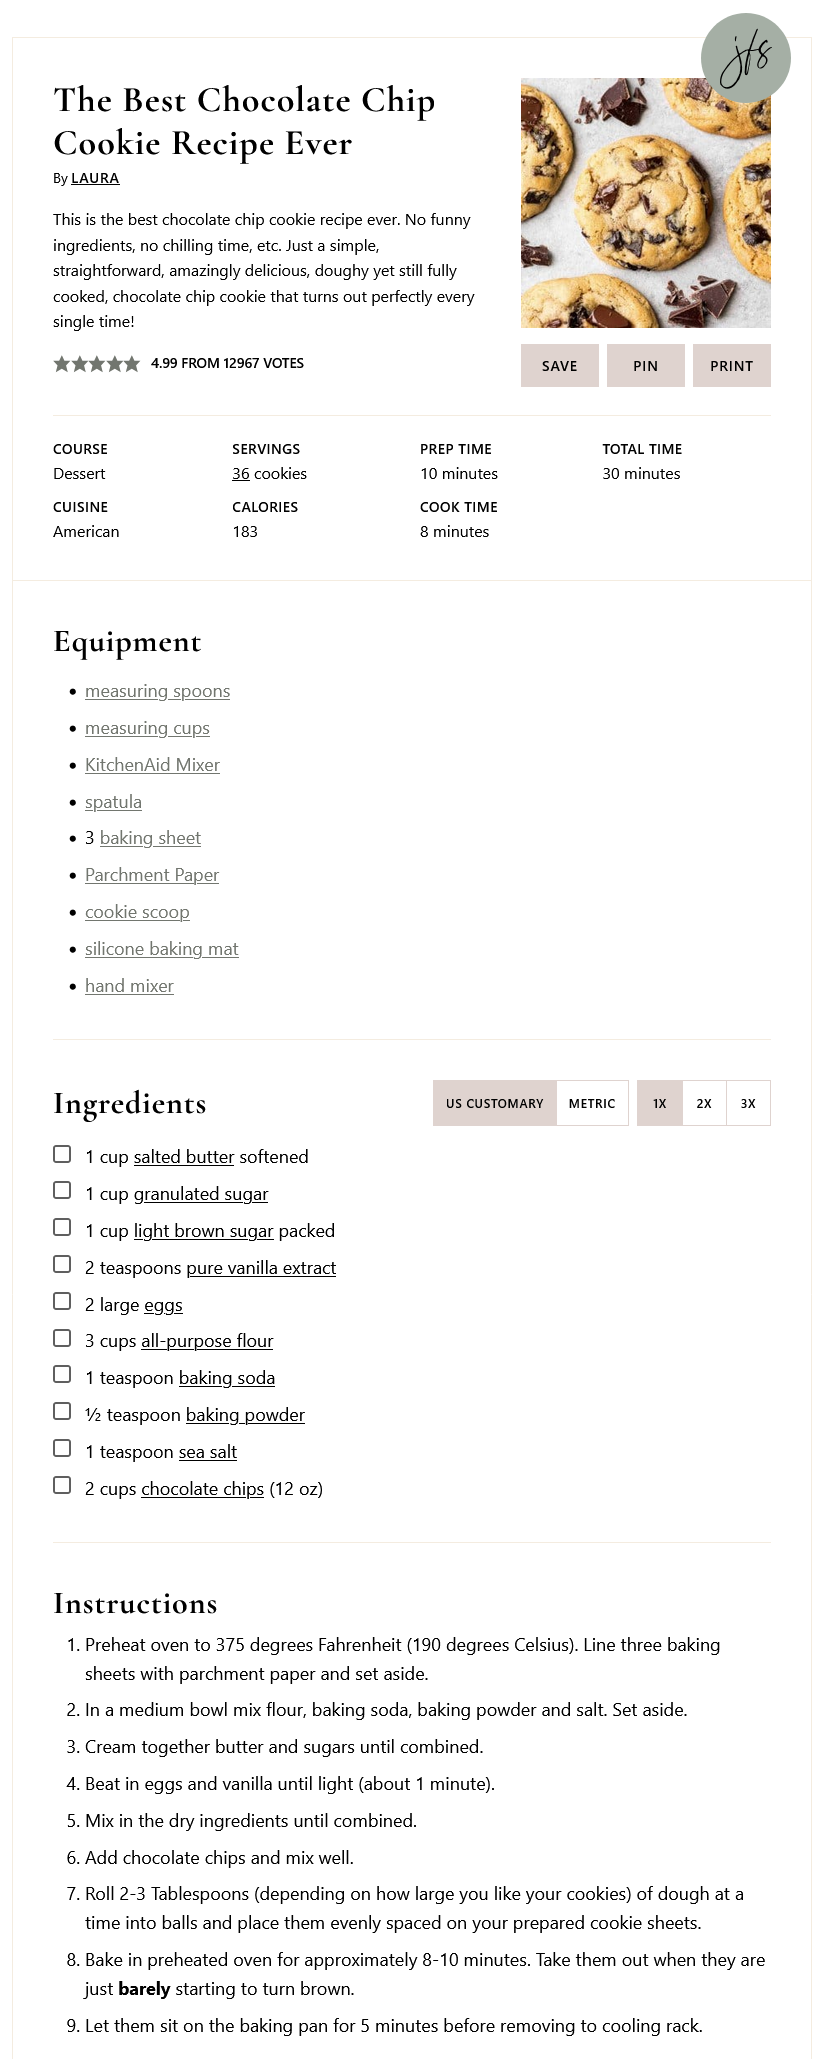 jfs
The Best Chocolate Chip
Cookie Recipe Ever
By LAURA
This is the best chocolate chip cookie recipe ever. No funny
ingredients, no chilling time, etc. Just a simple,
straightforward, amazingly delicious, doughy yet still fully
cooked, chocolate chip cookie that turns out perfectly every
single time!
4.99 FROM 12967 VOTES
SAVE PIN PRINT
COURSE SERVINGS PREP TIME TOTAL TIME
Dessert 36 cookies 10 minutes 30 minutes
CUISINE CALORIES COOK TIME
American 183 8 minutes
Equipment
• measuring spoons
• measuring cups
• KitchenAid Mixer
• spatula
• 3 baking sheet
• Parchment Paper
• cookie scoop
• silicone baking mat
• hand mixer
Ingredients US CUSTOMARY METRIC 1X 2X 3X
1 cup salted butter softened
1 cup granulated sugar
1 cup light brown sugar packed
2 teaspoons pure vanilla extract
2 large eggs
3 cups all-purpose flour
1 teaspoon baking soda
½ teaspoon baking powder
1 teaspoon sea salt
2 cups chocolate chips (12 oz)
Instructions
1. Preheat oven to 375 degrees Fahrenheit (190 degrees Celsius). Line three baking
sheets with parchment paper and set aside.
2. In a medium bowl mix flour, baking soda, baking powder and salt. Set aside.
3. Cream together butter and sugars until combined.
4. Beat in eggs and vanilla until light (about 1 minute).
5. Mix in the dry ingredients until combined.
6. Add chocolate chips and mix well.
7. Roll 2-3 Tablespoons (depending on how large you like your cookies) of dough at a
time into balls and place them evenly spaced on your prepared cookie sheets.
8. Bake in preheated oven for approximately 8-10 minutes. Take them out when they are
just barely starting to turn brown.
9. Let them sit on the baking pan for 5 minutes before removing to cooling rack.